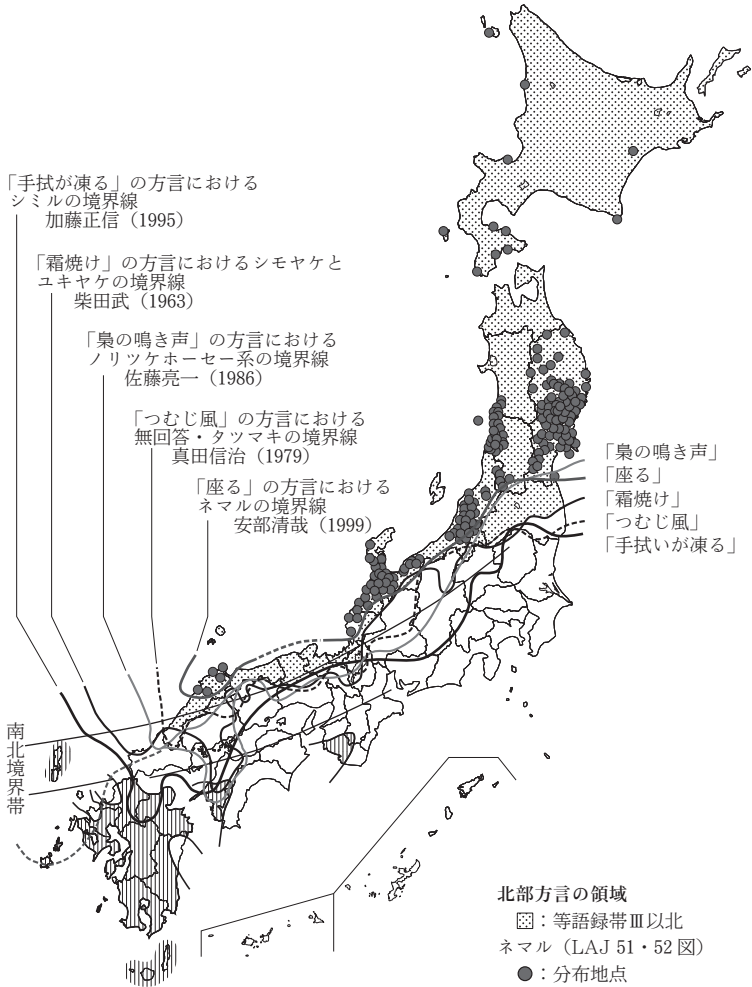 「手拭が凍る」の方言における
シミルの境界線
加藤正信（1995）
「霜焼け」の方言におけるシモヤケと
ユキヤケの境界線
柴田武（1963）
「梟の鳴き声」の方言における
ノリツケホーセー系の境界線
佐藤亮一（1986）
「つむじ風」の方言における
無回答・タツマキの境界線
真田信治（1979）
「座る」の方言における
ネマルの境界線
安部清哉（1999）
「梟の鳴き声」
「座る」
「霜焼け」
「つむじ風」
「手拭いが凍る」
南北境界帯
北部方言の領域
：等語録帯Ⅲ以北
ネマル（LAJ 51・52 図）
：分布地点